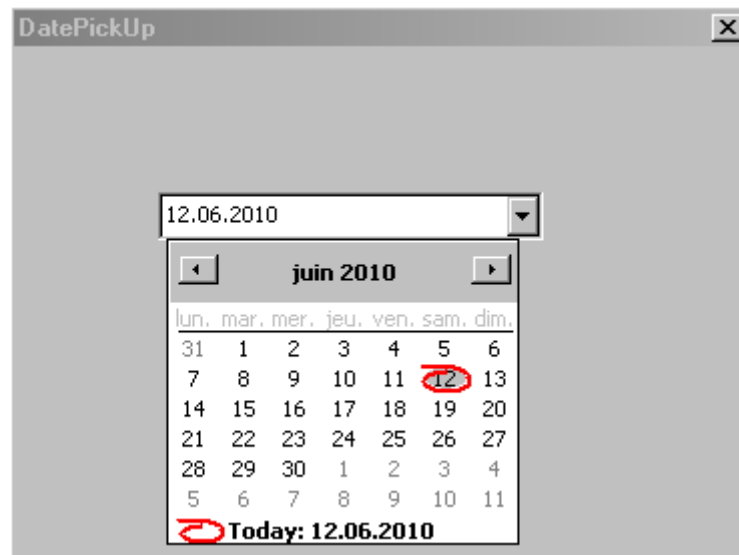 DatePickUp
12.06.2010
juin 2010
lun. mar. mer. jeu. ven. sam. dim.
31 1 2 3 4 5 6
7 8 9 10 11 12 13
14 15 16 17 18 19 20
21 22 23 24 25 26 27
28 29 30 1 2 3 4
5 6 7 8 9 10 11
Today: 12.06.2010